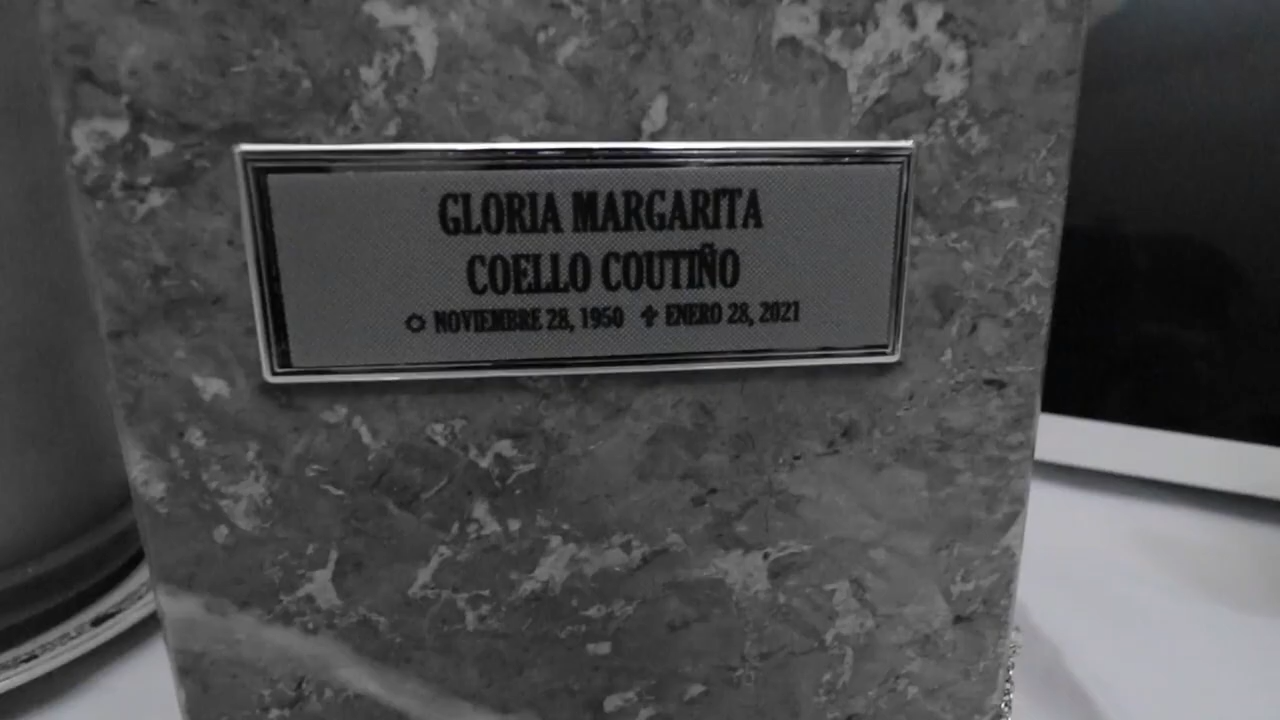 GLORIA MARGARITA
COELLO COUTIÑO
☼ NOVIEMBRE 28, 1950 ✝ ENERO 28, 2021